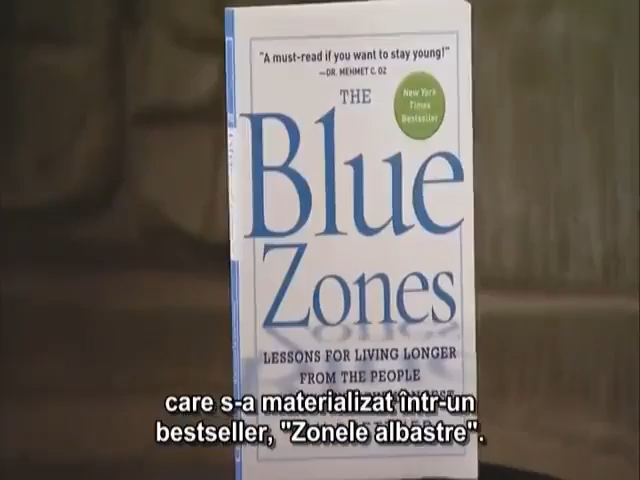 "A must-read if you want to stay young!"
—DR. MEHMET C. OZ
THE
New York
Times
Bestseller
Blue
Zones
LESSONS FOR LIVING LONGER
FROM THE PEOPLE
care s-a materializat într-un
bestseller, "Zonele albastre".